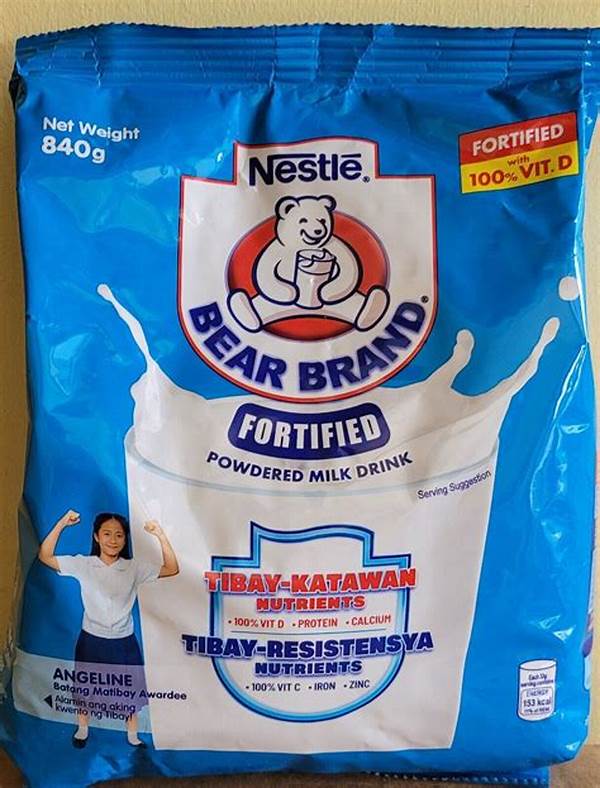 Net Weight
840g
FORTIFIED
with
100% VIT. D
Nestlē®
BEAR BRAND®
FORTIFIED
POWDERED MILK DRINK
Serving Suggestion
TIBAY-KATAWAN
NUTRIENTS
• 100% VIT D • PROTEIN • CALCIUM
TIBAY-RESISTENSYA
NUTRIENTS
• 100% VIT C • IRON • ZINC
ANGELINE
Batang Matibay Awardee
Alamin ang aking
kwento ng Tibay!
ENERGY
153 kcal